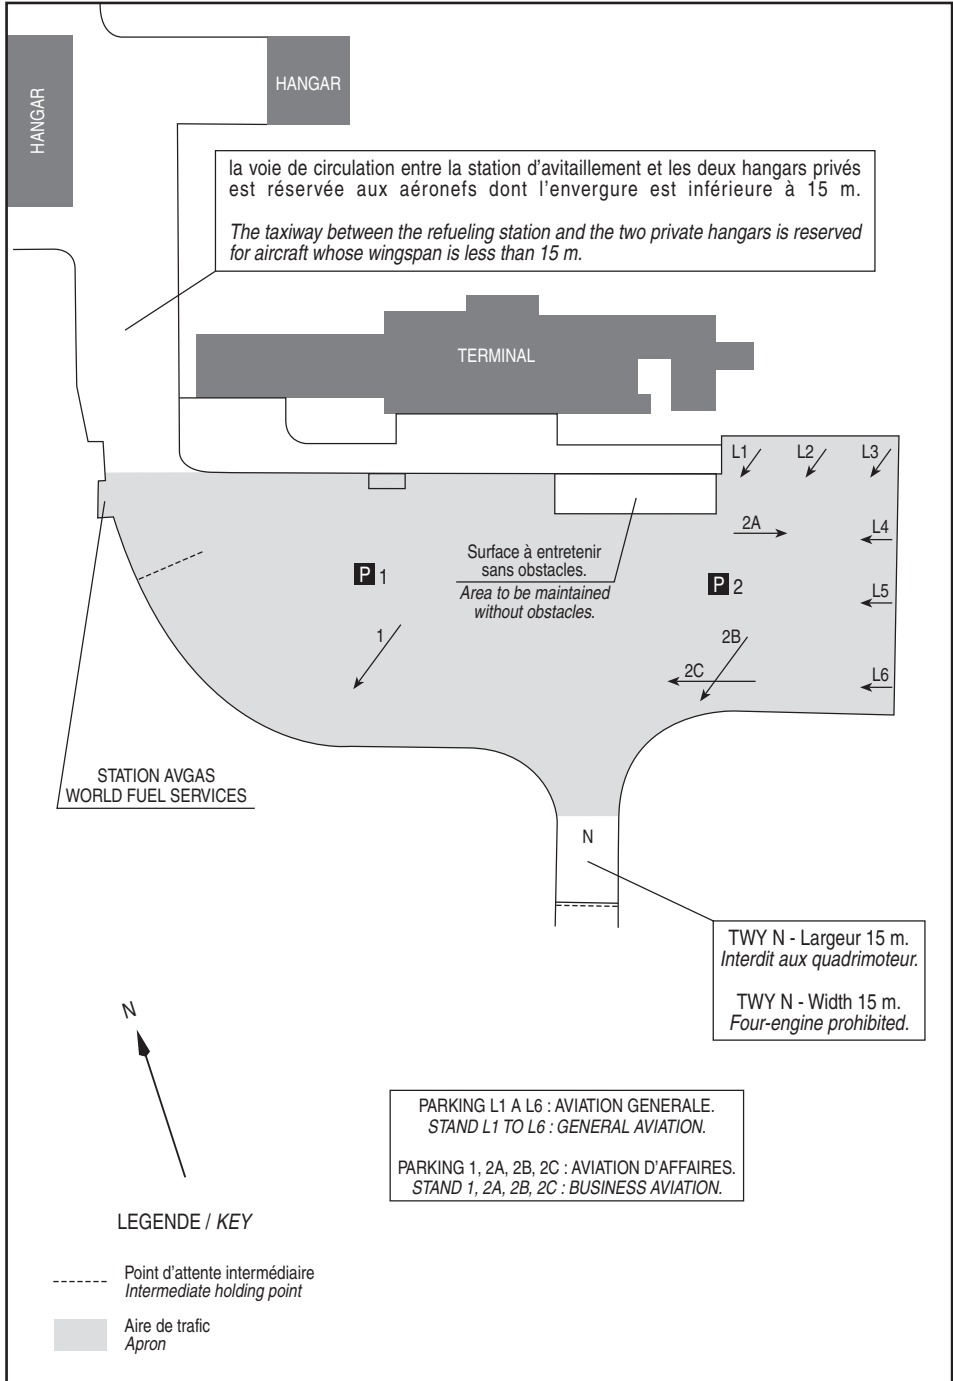 HANGAR
HANGAR
la voie de circulation entre la station d'avitaillement et les deux hangars privés
est réservée aux aéronefs dont l'envergure est inférieure à 15 m.
The taxiway between the refueling station and the two private hangars is reserved
for aircraft whose wingspan is less than 15 m.
TERMINAL
L1
L2
L3
2A
L4
Surface à entretenir
sans obstacles.
Area to be maintained
without obstacles.
P 1
P 2
L5
1
2B
2C
L6
STATION AVGAS
WORLD FUEL SERVICES
N
TWY N - Largeur 15 m.
Interdit aux quadrimoteur.
TWY N - Width 15 m.
Four-engine prohibited.
N
PARKING L1 A L6 : AVIATION GENERALE.
STAND L1 TO L6 : GENERAL AVIATION.
PARKING 1, 2A, 2B, 2C : AVIATION D'AFFAIRES.
STAND 1, 2A, 2B, 2C : BUSINESS AVIATION.
LEGENDE / KEY
Point d'attente intermédiaire
Intermediate holding point
Aire de trafic
Apron